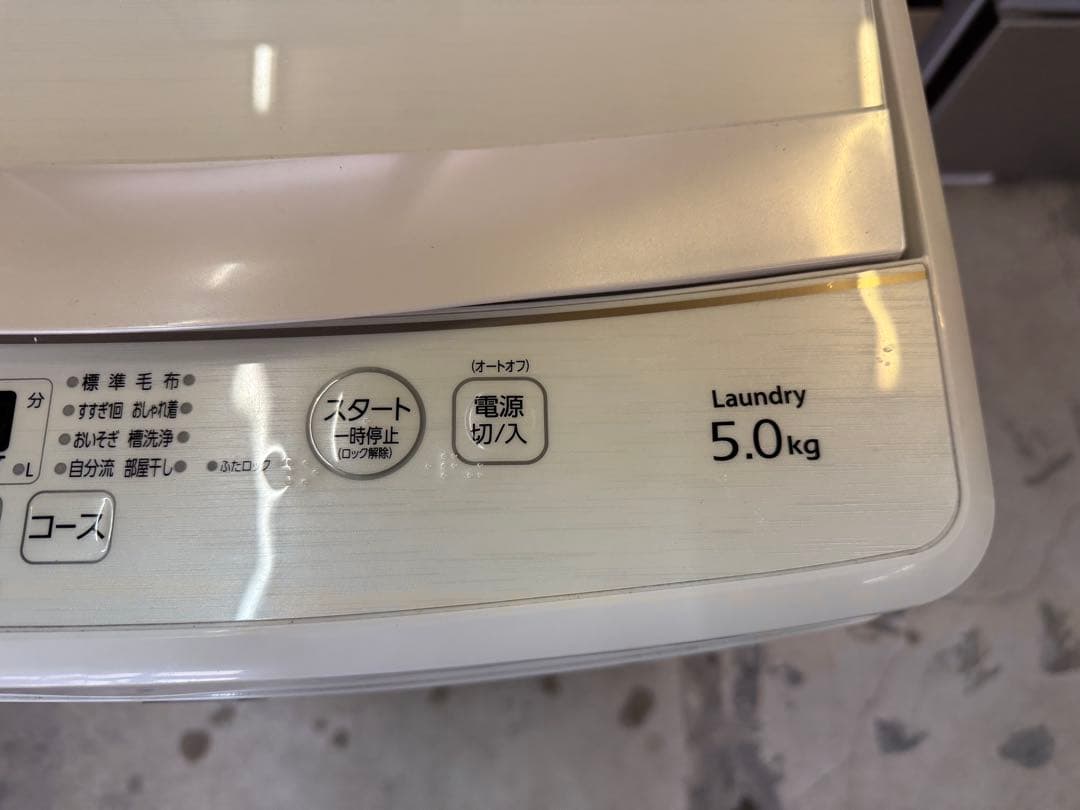 (オートオフ)
分
標準 毛布
すすぎ1回 おしゃれ着
おいそぎ 槽洗浄
自分流 部屋干し
ふたロック
L
コース
スタート
一時停止
(ロック解除)
電源
切/入
Laundry
5.0kg